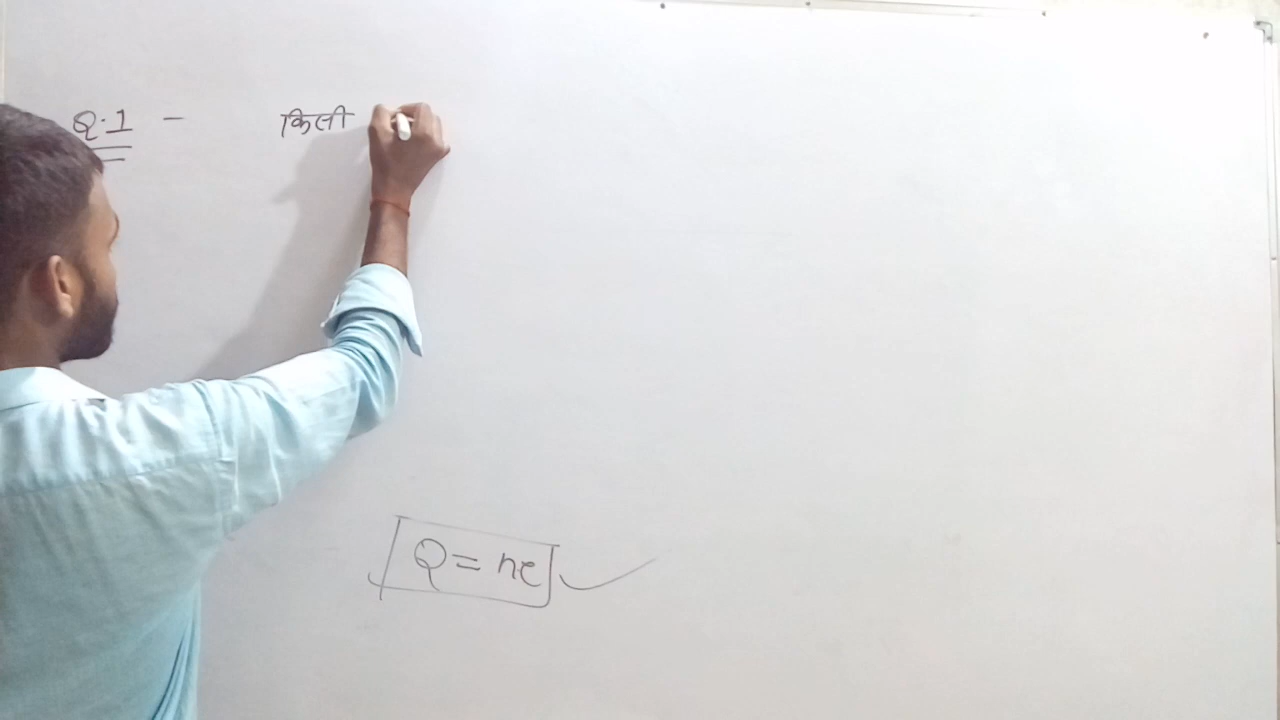 Q.1 - किसी
Q = ne